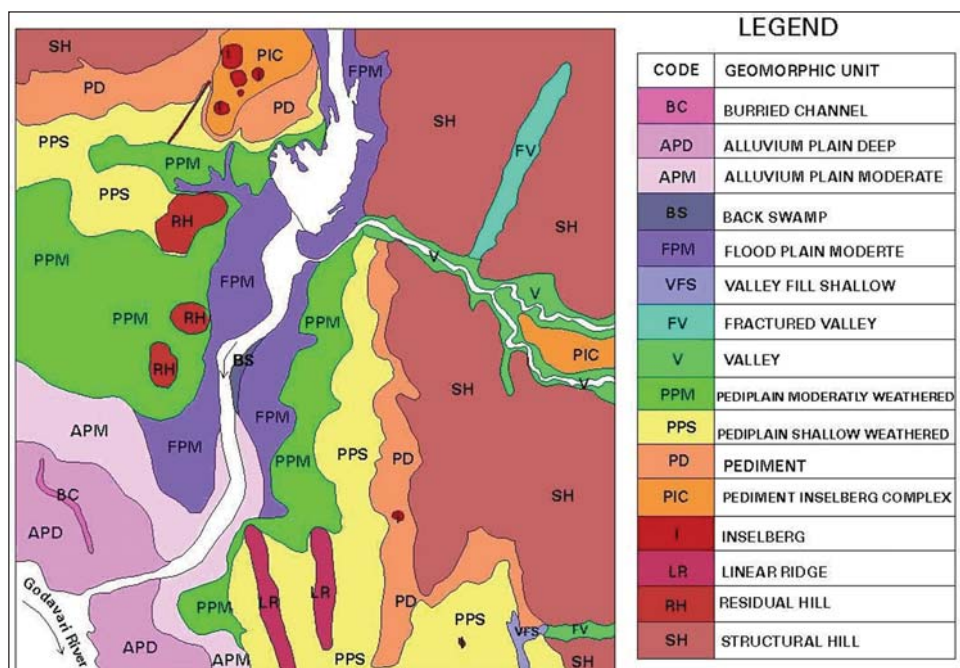 LEGEND
CODE GEOMORPHIC UNIT
BC BURRIED CHANNEL
APD ALLUVIUM PLAIN DEEP
APM ALLUVIUM PLAIN MODERATE
BS BACK SWAMP
FPM FLOOD PLAIN MODERTE
VFS VALLEY FILL SHALLOW
FV FRACTURED VALLEY
V VALLEY
PPM PEDIPLAIN MODERATLY WEATHERED
PPS PEDIPLAIN SHALLOW WEATHERED
PD PEDIMENT
PIC PEDIMENT INSELBERG COMPLEX
I INSELBERG
LR LINEAR RIDGE
RH RESIDUAL HILL
SH STRUCTURAL HILL
SH
I
PIC
FPM
PD
I
I
PD
SH
PPS
FV
PPM
PPS
RH
SH
V
PPM
FPM
V
PPM
RH
PPM
BS
RH
PIC
V
SH
APM
FPM
FPM
PPM
PPS
PD
BC
SH
APD
I
Godavari River
PPM
LR
LR
PD
PPS
VFS
FV
APD
APM
PPS
SH